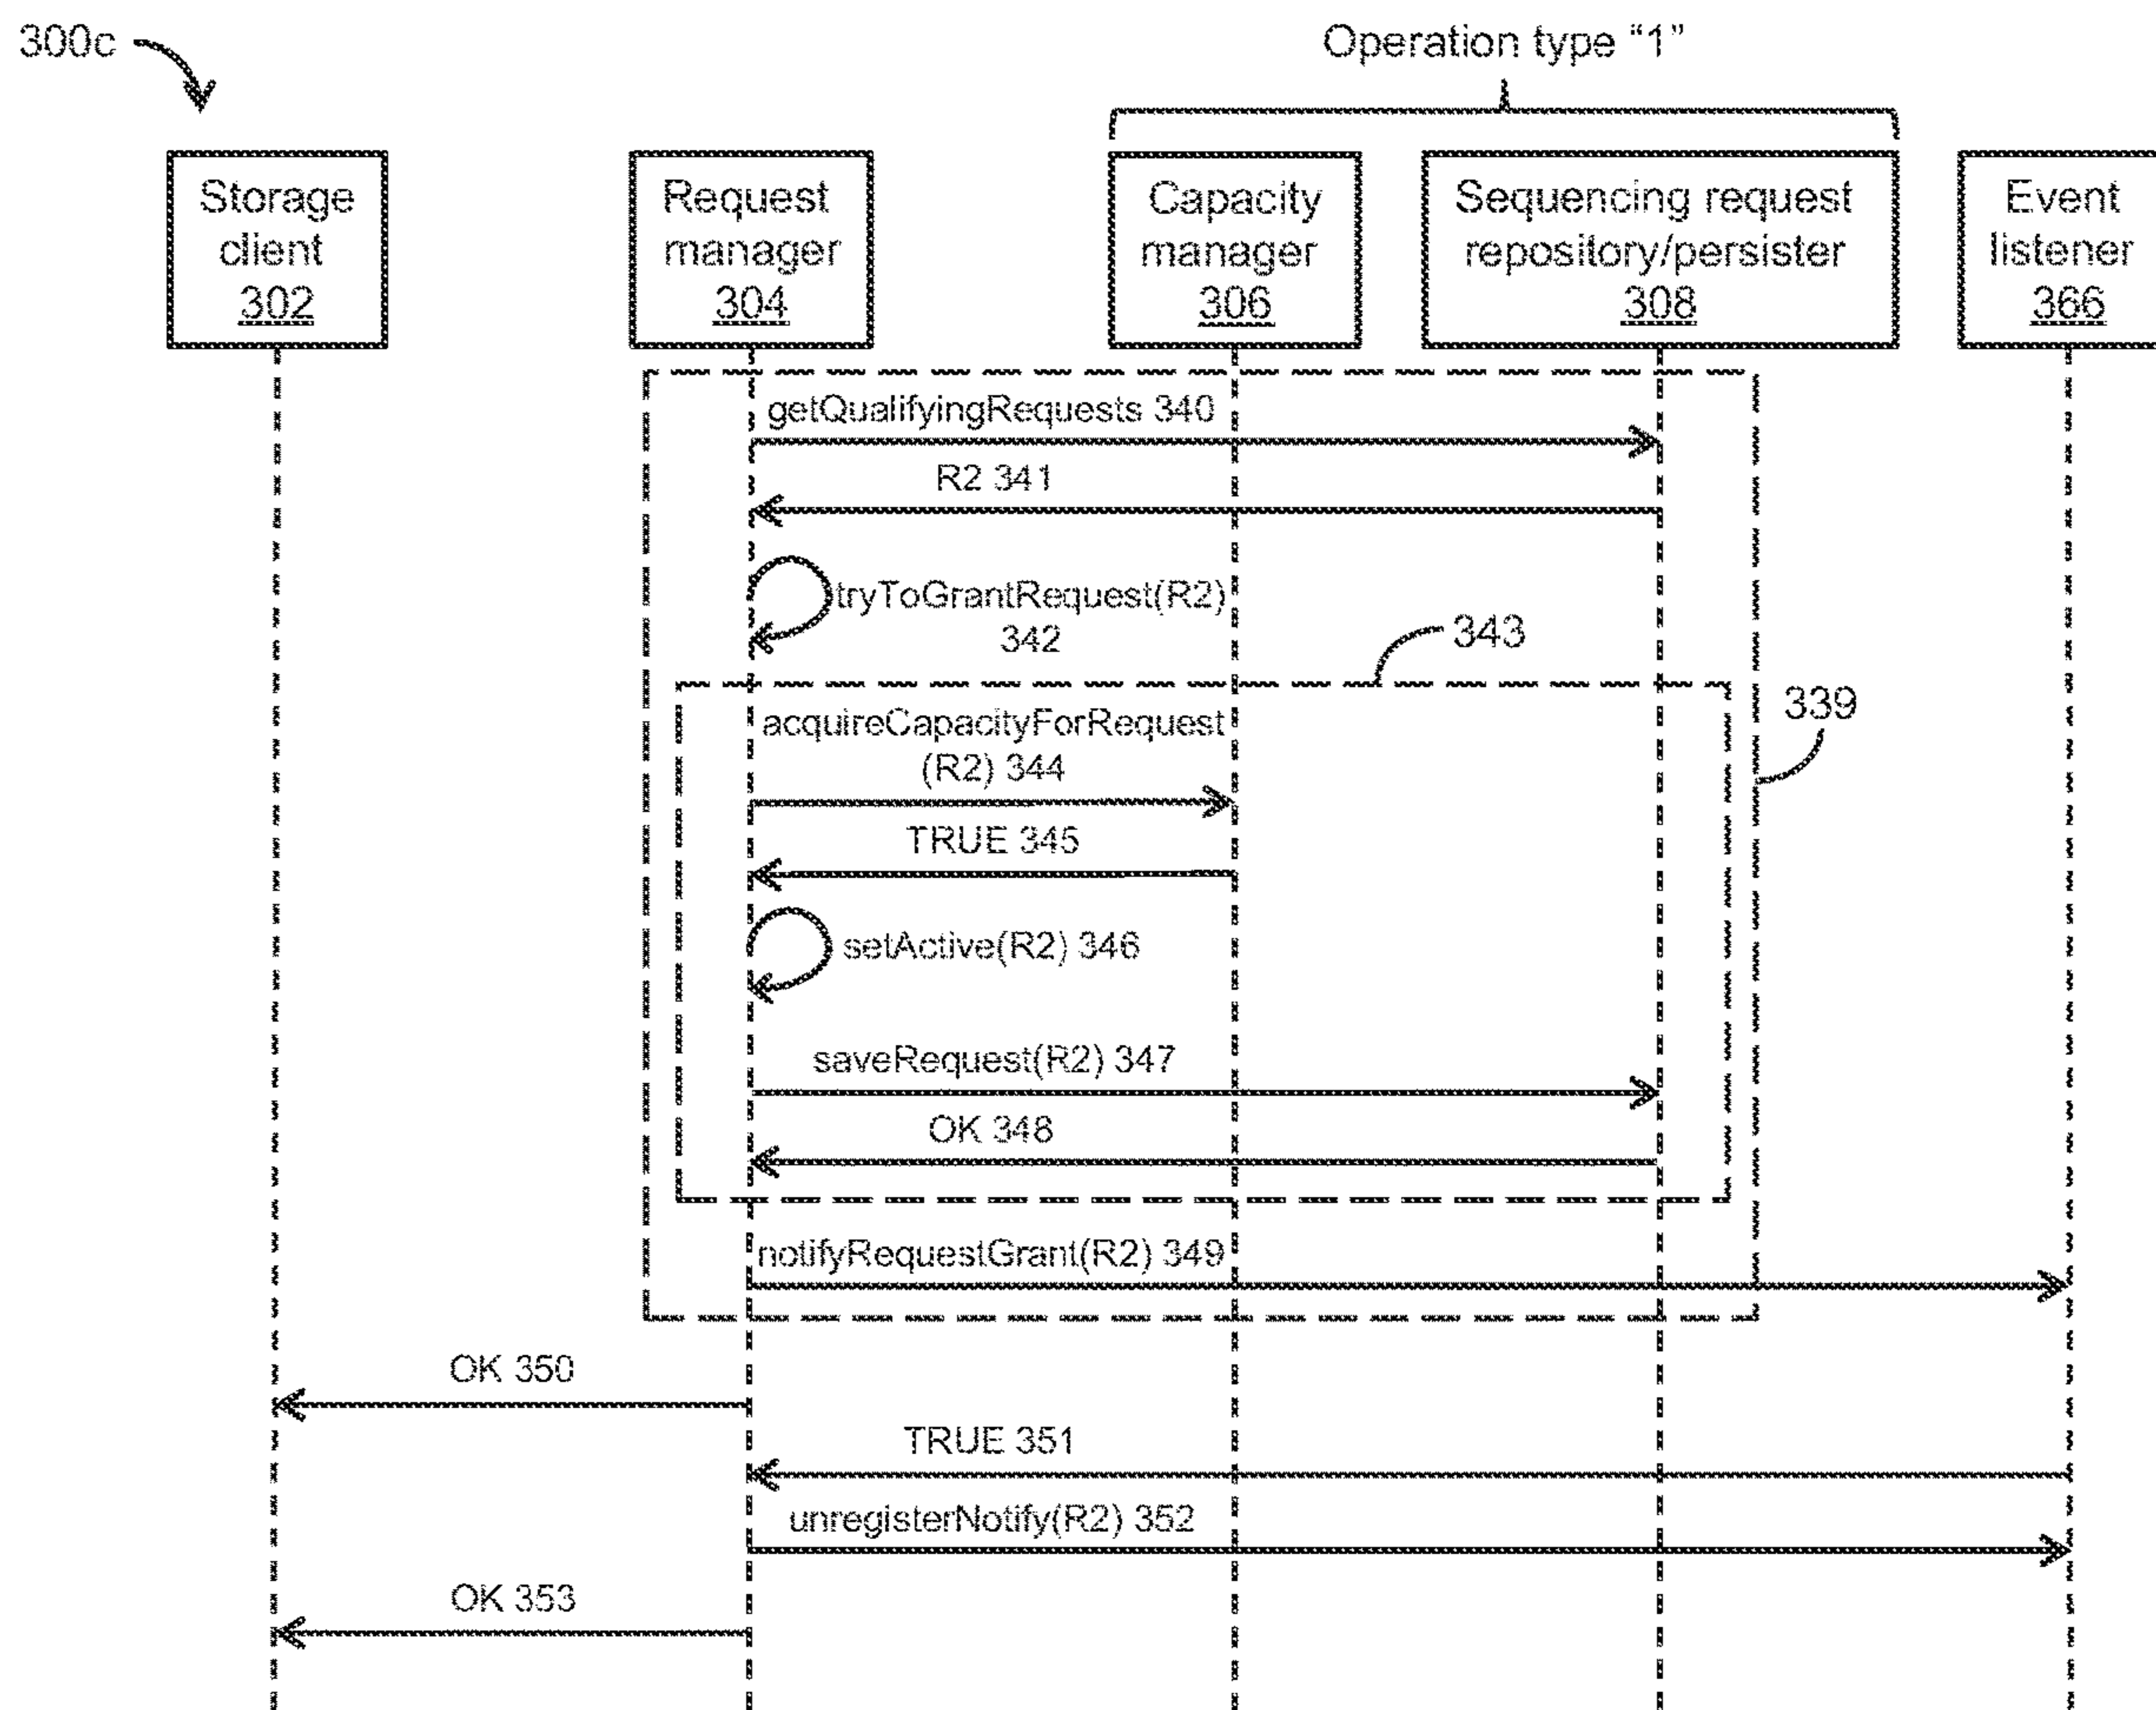 300c
Operation type “1”
Storage
client
302
Request
manager
304
Capacity
manager
306
Sequencing request
repository/persister
308
Event
listener
366
getQualifyingRequests 340
R2 341
tryToGrantRequest(R2)
342
343
339
acquireCapacityForRequest
(R2) 344
TRUE 345
setActive(R2) 346
saveRequest(R2) 347
OK 348
notifyRequestGrant(R2) 349
OK 350
TRUE 351
unregisterNotify(R2) 352
OK 353